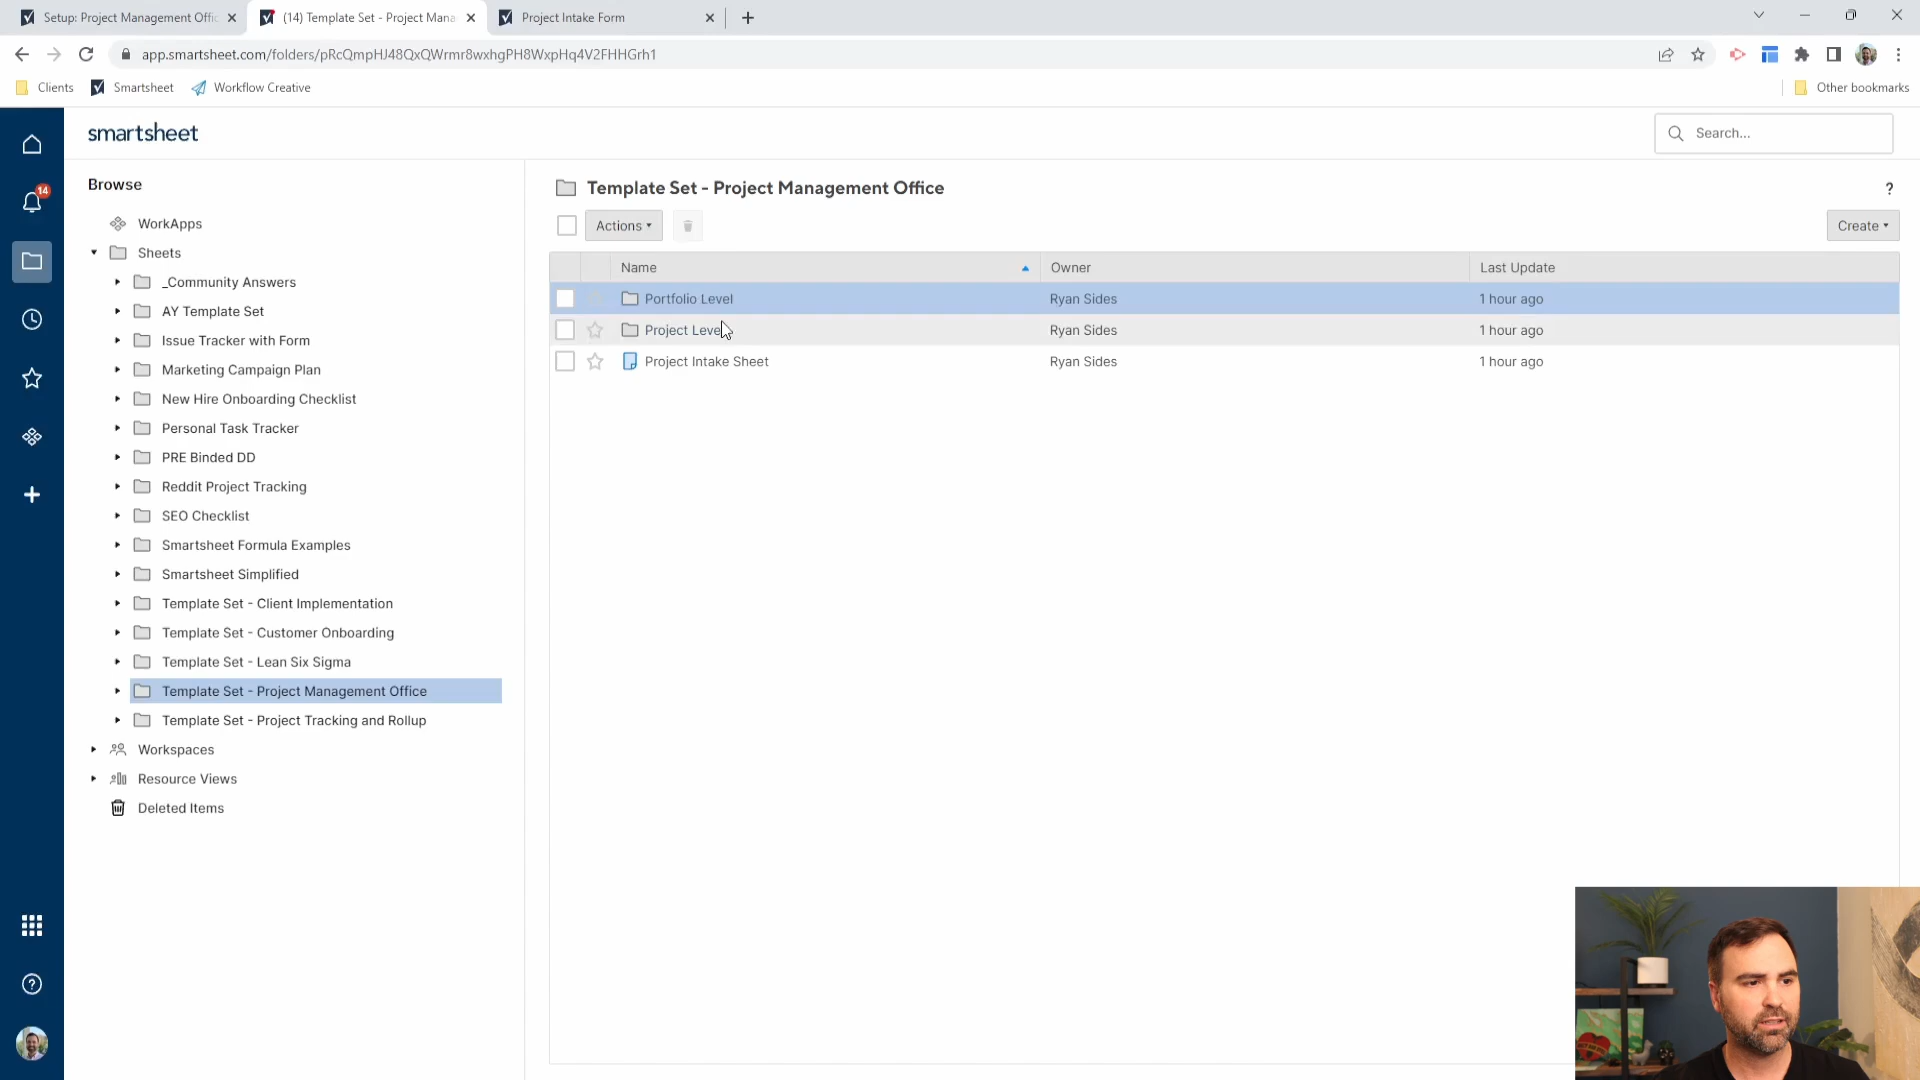 Setup: Project Management Offic
(14) Template Set - Project Mana
Project Intake Form
app.smartsheet.com/folders/pRcQmpHJ48QxQWrmr8wxhgPH8WxpHq4V2FHHGrh1
Clients
Smartsheet
Workflow Creative
Other bookmarks
smartsheet
Search...
14
Browse
WorkApps
Sheets
_Community Answers
AY Template Set
Issue Tracker with Form
Marketing Campaign Plan
New Hire Onboarding Checklist
Personal Task Tracker
PRE Binded DD
Reddit Project Tracking
SEO Checklist
Smartsheet Formula Examples
Smartsheet Simplified
Template Set - Client Implementation
Template Set - Customer Onboarding
Template Set - Lean Six Sigma
Template Set - Project Management Office
Template Set - Project Tracking and Rollup
Workspaces
Resource Views
Deleted Items
Template Set - Project Management Office
?
Actions
Create
Name Owner Last Update
Portfolio Level Ryan Sides 1 hour ago
Project Level Ryan Sides 1 hour ago
Project Intake Sheet Ryan Sides 1 hour ago